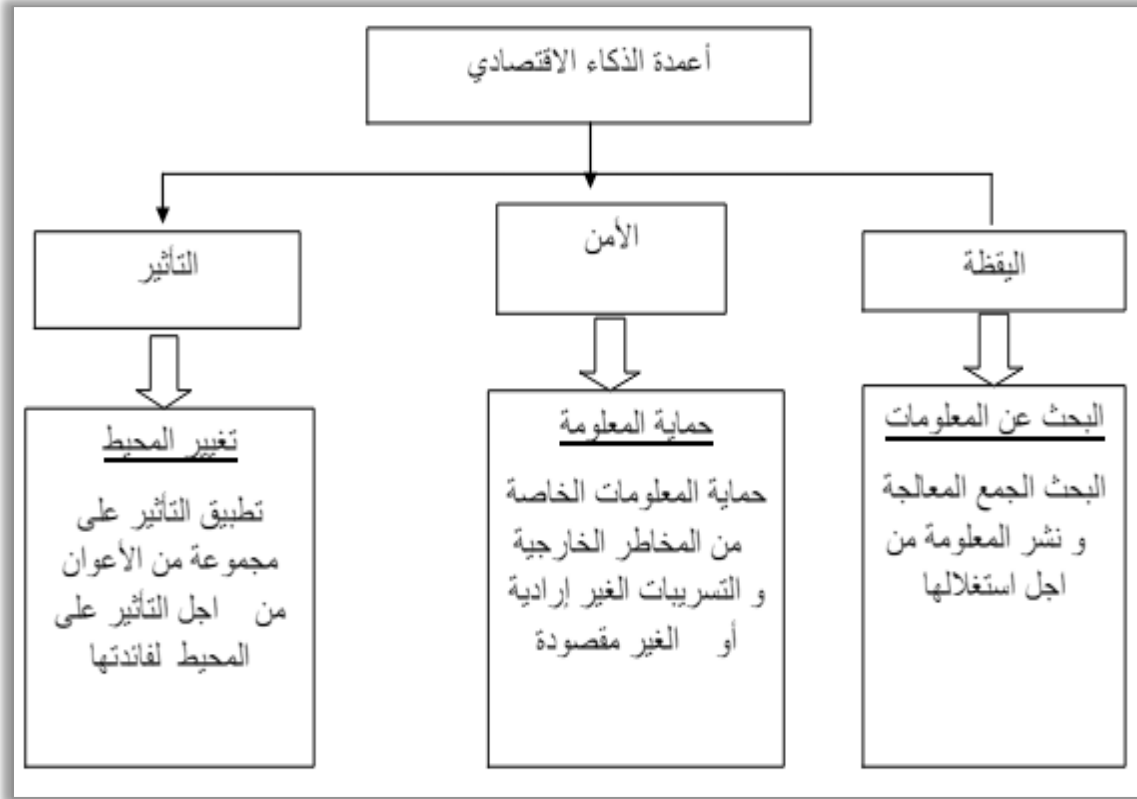 أعمدة الذكاء الاقتصادي
اليقظة
الأمن
التأثير
البحث عن المعلومات
البحث الجمع المعالجة
و نشر المعلومة من
اجل استغلالها
حماية المعلومة
حماية المعلومات الخاصة
من المخاطر الخارجية
و التسريبات الغير إرادية
أو الغير مقصودة
تغيير المحيط
تطبيق التأثير على
مجموعة من الأعوان
من اجل التأثير على
المحيط لفائدتها